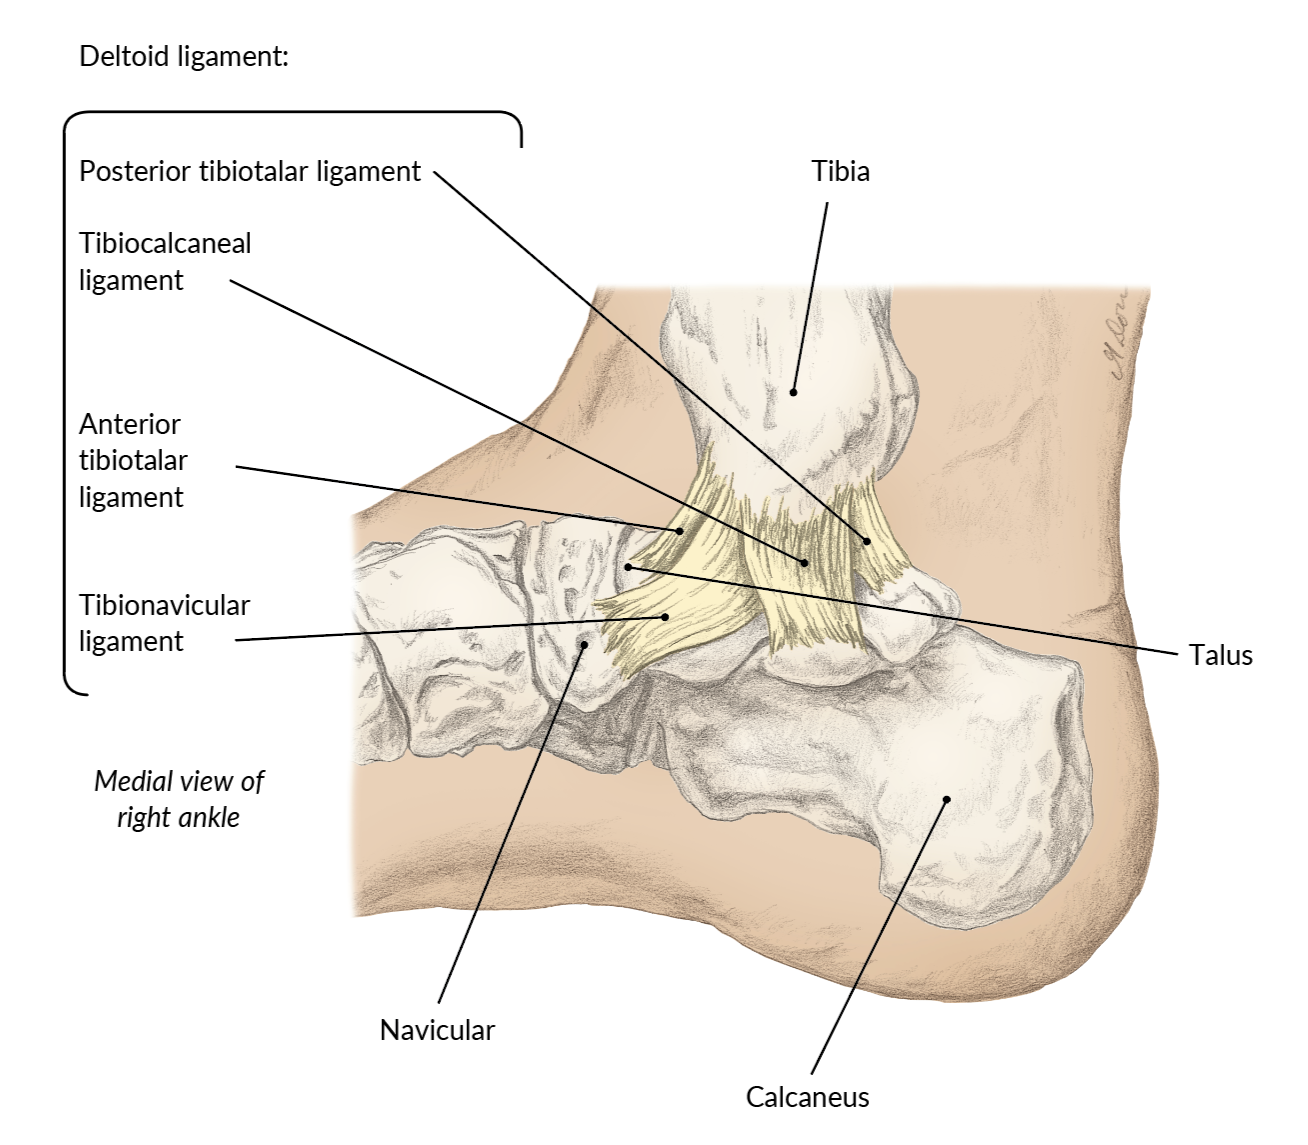 Deltoid ligament:
Posterior tibiotalar ligament
Tibia
Tibiocalcaneal
ligament
Anterior
tibiotalar
ligament
Tibionavicular
ligament
Talus
Medial view of
right ankle
Navicular
Calcaneus